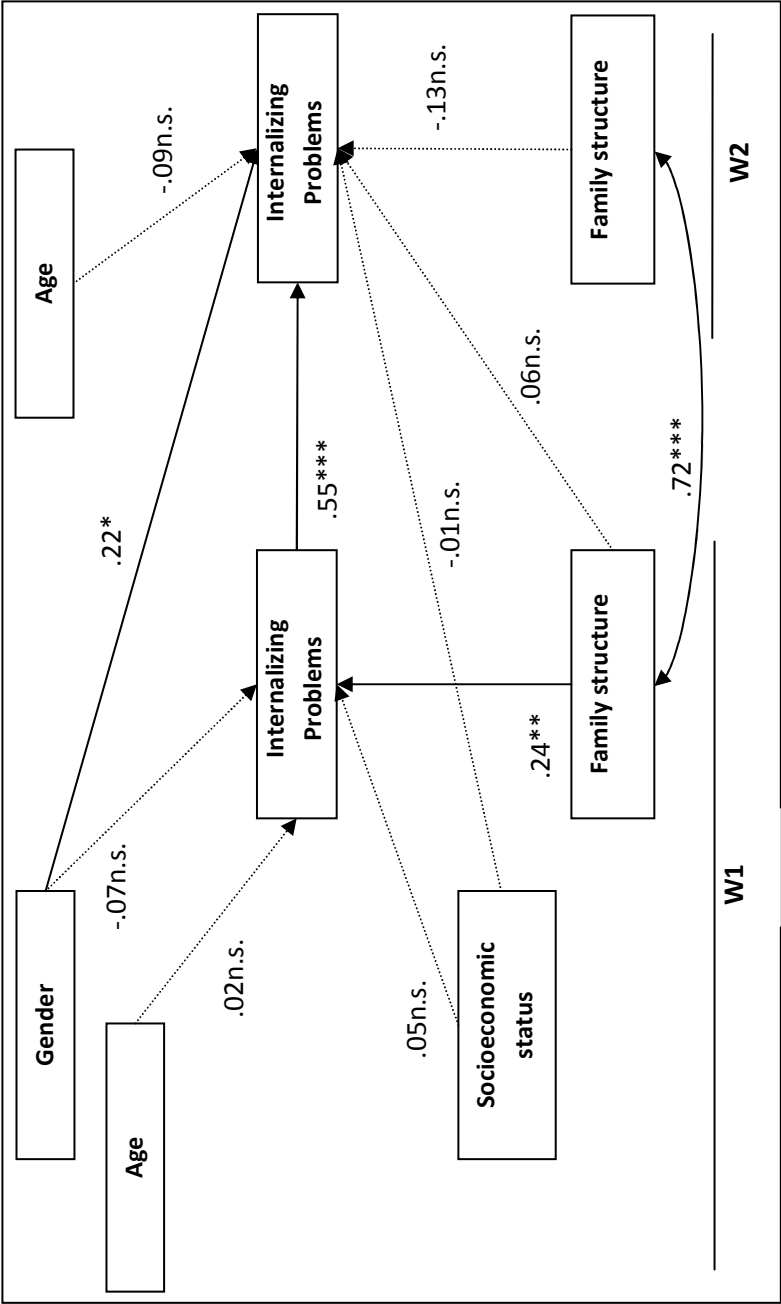 Gender
Age
Age
-.07n.s.
.22*
-.09n.s.
.02n.s.
Internalizing
Problems
.55***
Internalizing
Problems
.05n.s.
-.01n.s.
-.13n.s.
Socioeconomic
status
.24**
.06n.s.
Family structure
Family structure
.72***
W1
W2